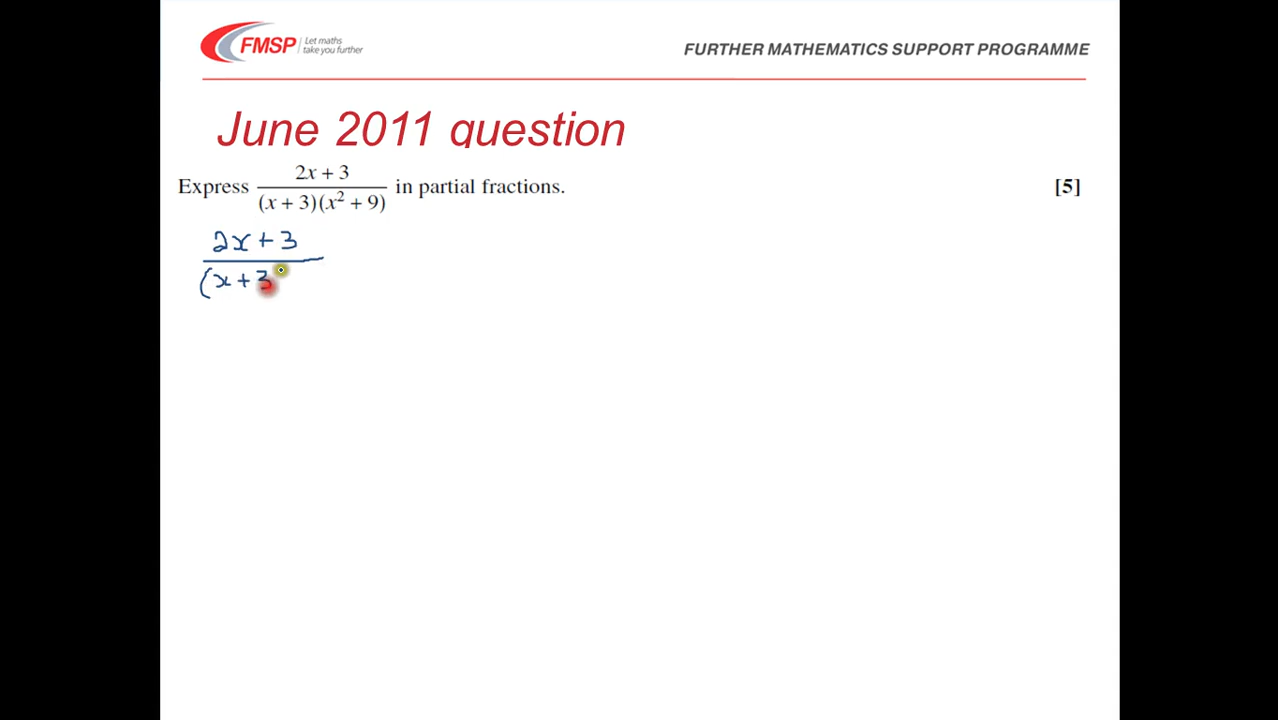 FMSP Let maths take you further
FURTHER MATHEMATICS SUPPORT PROGRAMME
June 2011 question
Express (2x + 3)/((x + 3)(x² + 9)) in partial fractions. [5]
2x + 3
(x + 3